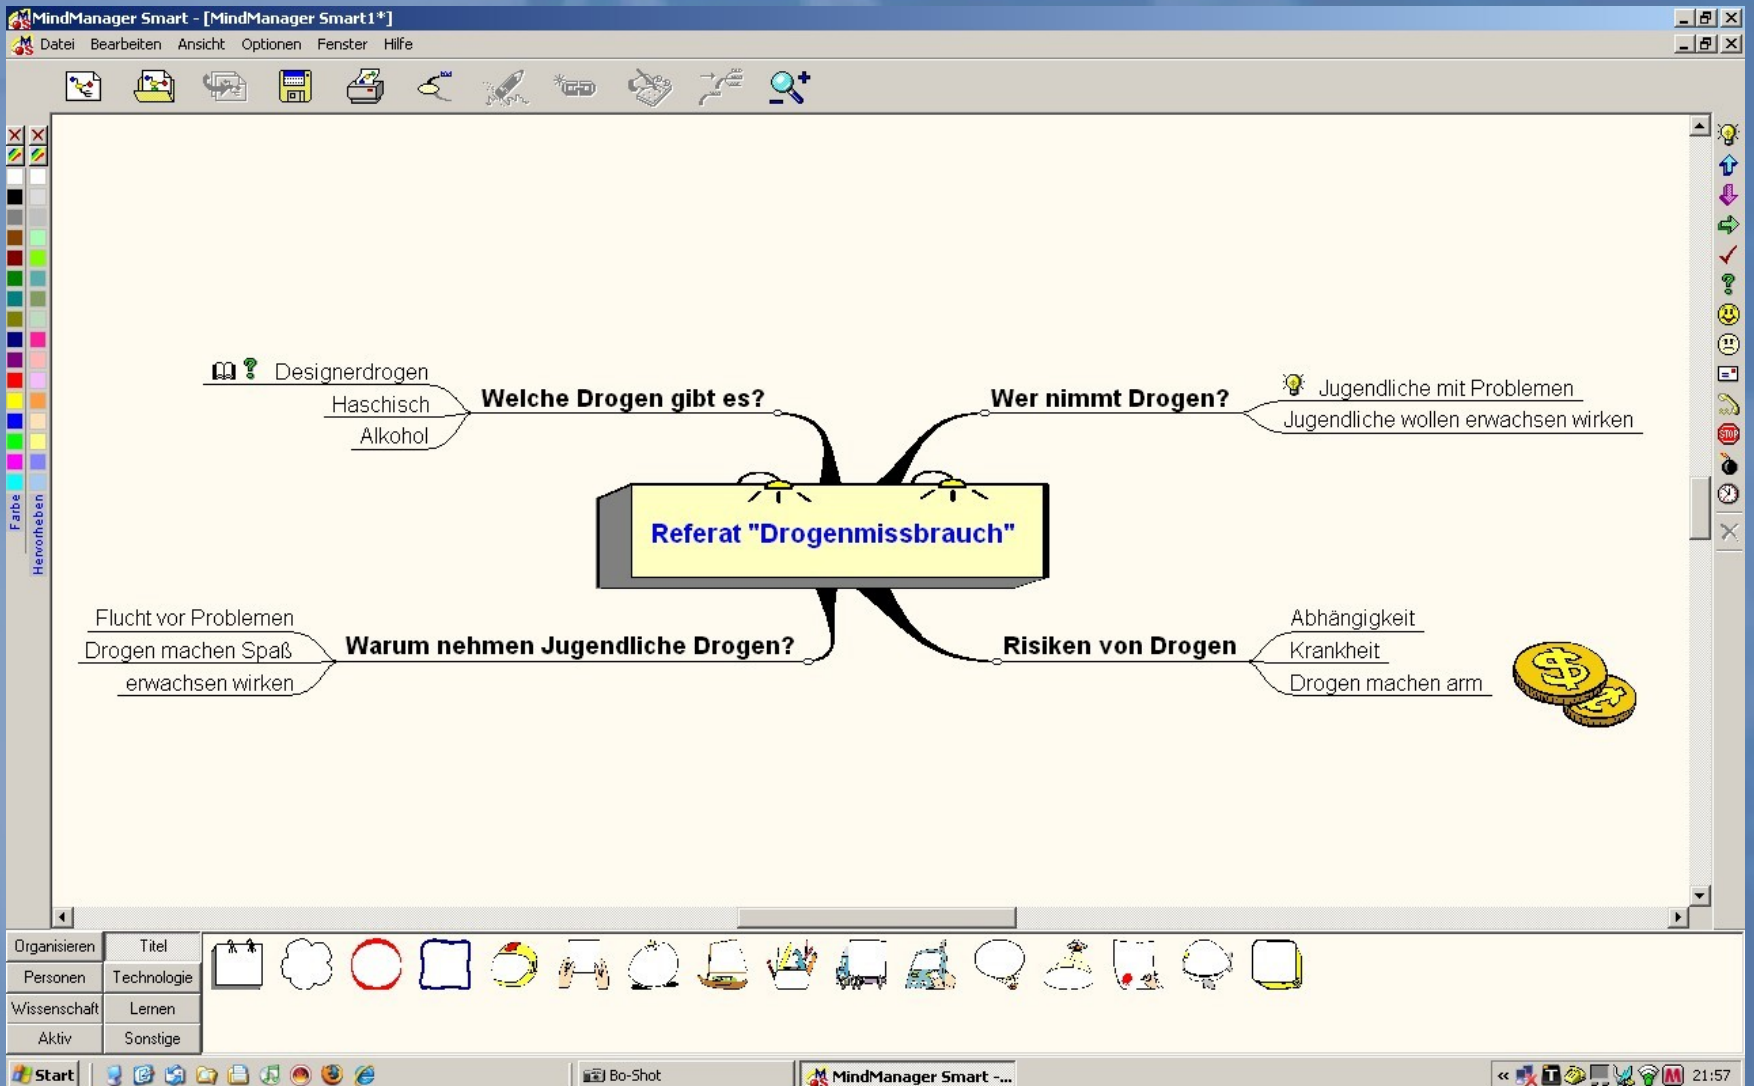 MindManager Smart - [MindManager Smart1*]
Datei Bearbeiten Ansicht Optionen Fenster Hilfe
Farbe
Hervorheben
STOP
Designerdrogen
Haschisch
Alkohol
Welche Drogen gibt es?
Wer nimmt Drogen?
Jugendliche mit Problemen
Jugendliche wollen erwachsen wirken
Referat "Drogenmissbrauch"
Flucht vor Problemen
Drogen machen Spaß
erwachsen wirken
Warum nehmen Jugendliche Drogen?
Risiken von Drogen
Abhängigkeit
Krankheit
Drogen machen arm
Organisieren Titel
Personen Technologie
Wissenschaft Lernen
Aktiv Sonstige
Start Bo-Shot MindManager Smart -... « 21:57